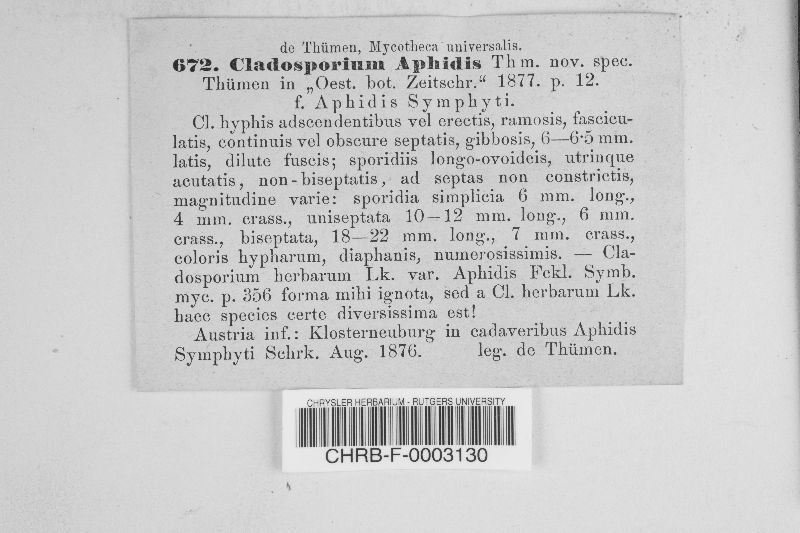 de Thümen, Mycotheca universalis.
672. Cladosporium Aphidis Thm. nov. spec.
Thümen in „Oest. bot. Zeitschr.“ 1877. p. 12.
f. Aphidis Symphyti.
Cl. hyphis adscendentibus vel erectis, ramosis, fascicu-
latis, continuis vel obscure septatis, gibbosis, 6—6·5 mm.
latis, dilute fuscis; sporidiis longo-ovoideis, utrinque
acutatis, non-biseptatis, ad septas non constrictis,
magnitudine varie: sporidia simplicia 6 mm. long.,
4 mm. crass., uniseptata 10—12 mm. long., 6 mm.
crass., biseptata, 18—22 mm. long., 7 mm. crass.,
coloris hypharum, diaphanis, numerosissimis. — Cla-
dosporium herbarum Lk. var. Aphidis Fckl. Symb.
myc. p. 356 forma mihi ignota, sed a Cl. herbarum Lk.
haec species certe diversissima est!
Austria inf.: Klosterneuburg in cadaveribus Aphidis
Symphyti Schrk. Aug. 1876. leg. de Thümen.
CHRYSLER HERBARIUM - RUTGERS UNIVERSITY
CHRB-F-0003130